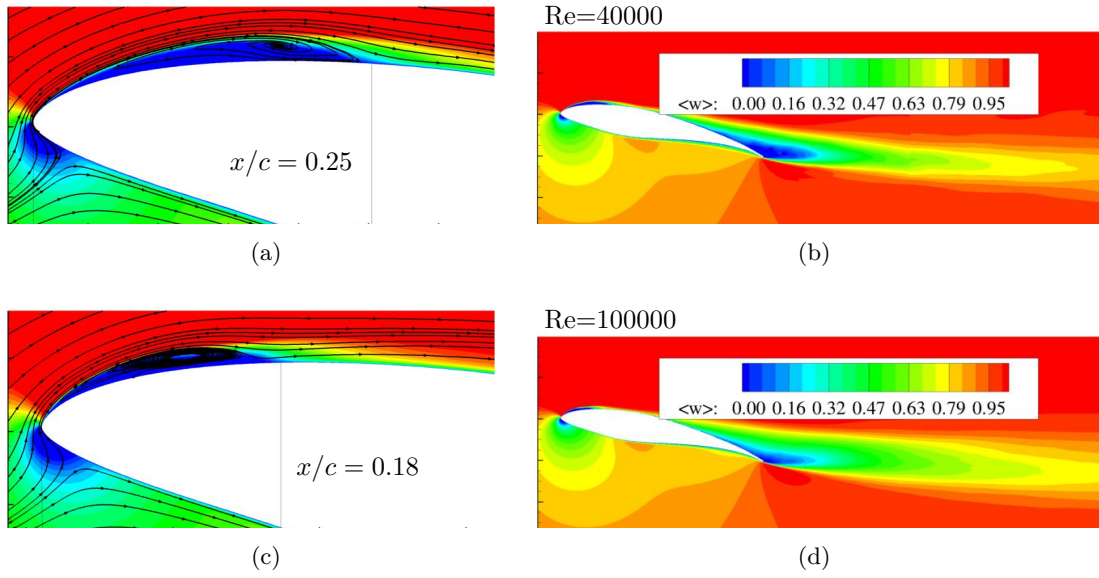 Re=40000
<w>: 0.00 0.16 0.32 0.47 0.63 0.79 0.95
x/c = 0.25
(a)
(b)
Re=100000
<w>: 0.00 0.16 0.32 0.47 0.63 0.79 0.95
x/c = 0.18
(c)
(d)